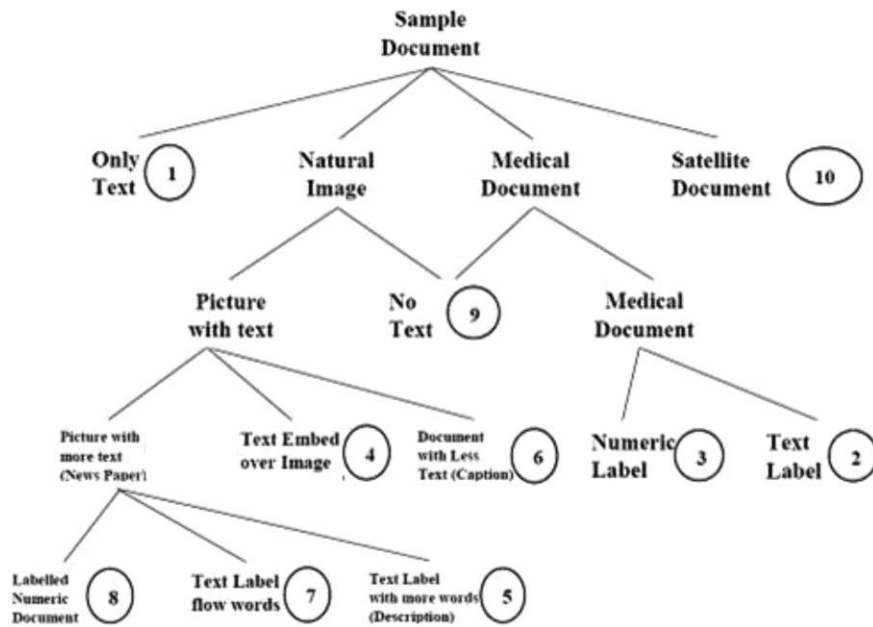 Sample
Document
Only
Text
1
Natural
Image
Medical
Document
Satellite
Document
10
Picture
with text
No
Text
9
Medical
Document
Picture with
more text
(News Paper)
Text Embed
over Image
4
Document
with Less
Text (Caption)
6
Numeric
Label
3
Text
Label
2
Labelled
Numeric
Document
8
Text Label
flow words
7
Text Label
with more words
(Description)
5